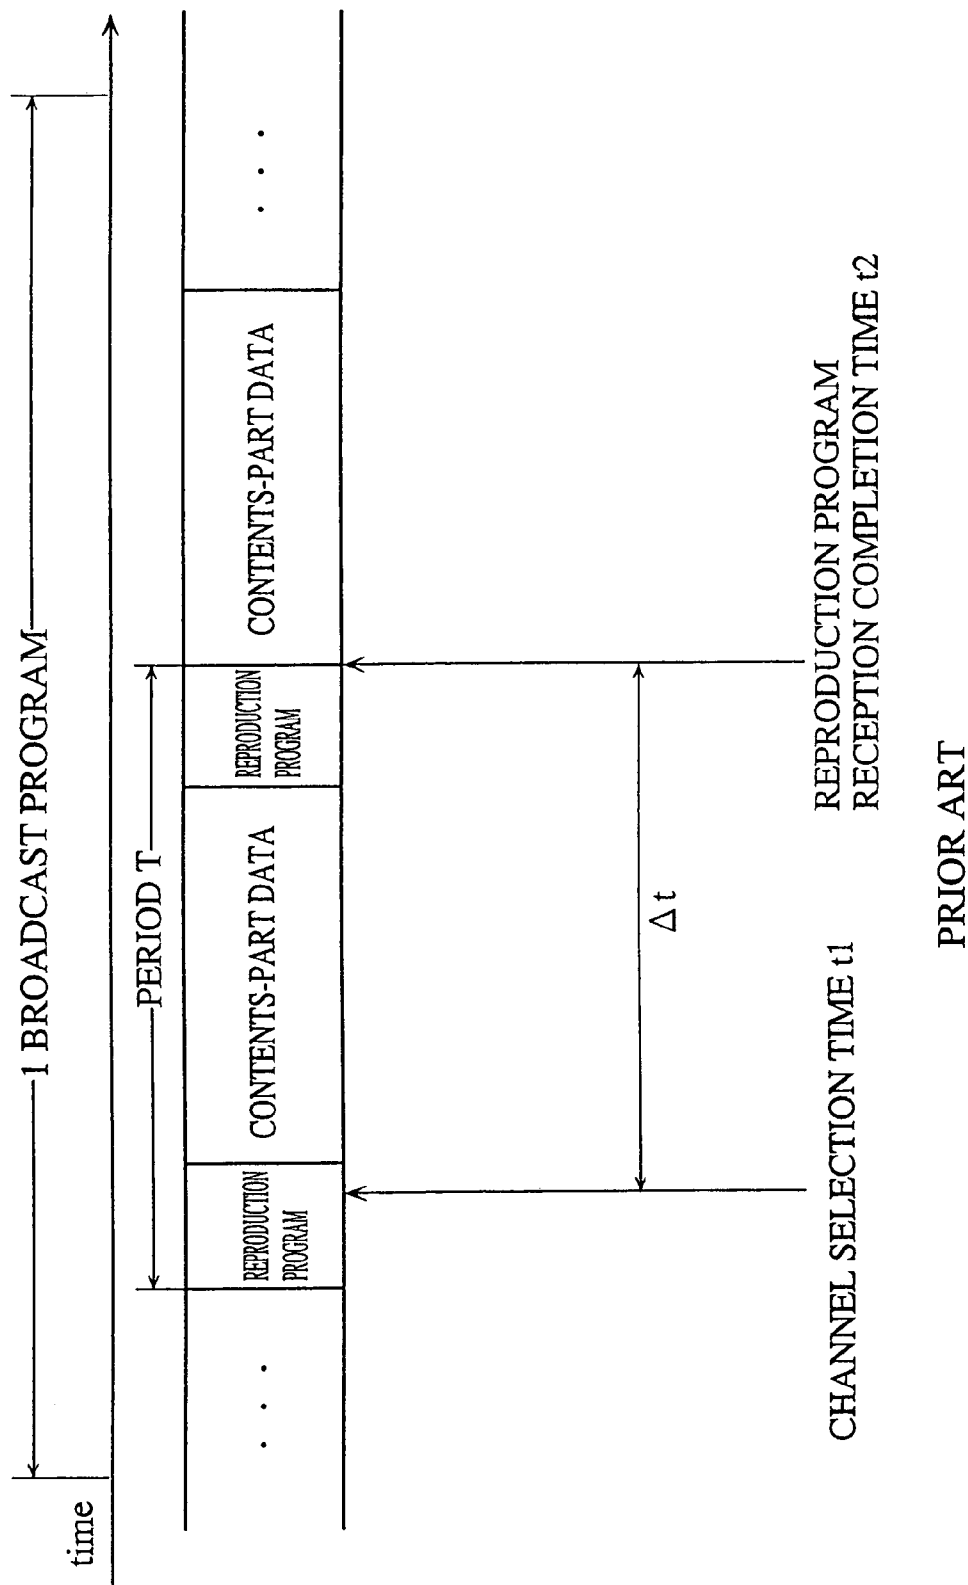 1 BROADCAST PROGRAM
time
PERIOD T
. . .
REPRODUCTION
PROGRAM
CONTENTS-PART DATA
REPRODUCTION
PROGRAM
CONTENTS-PART DATA
. . .
Δt
CHANNEL SELECTION TIME t1
REPRODUCTION PROGRAM
RECEPTION COMPLETION TIME t2
PRIOR ART